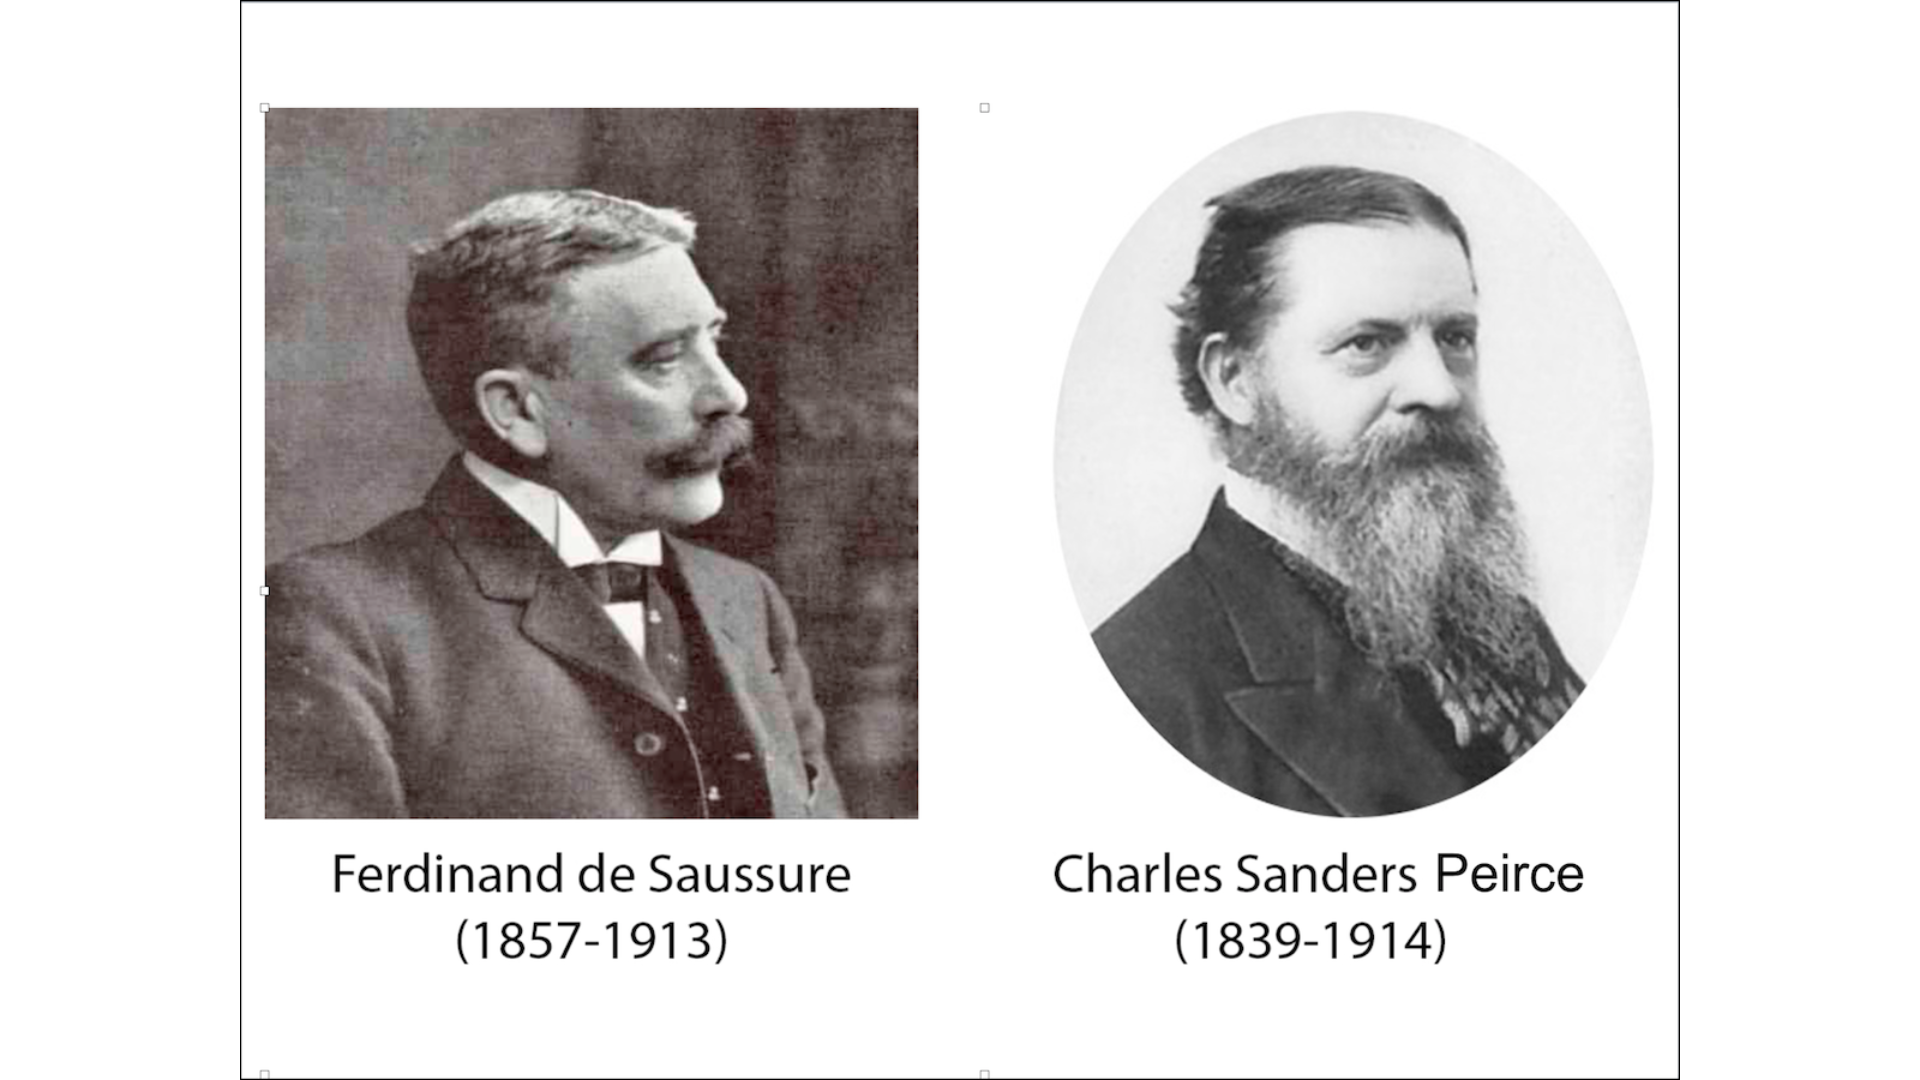 Ferdinand de Saussure
(1857-1913)
Charles Sanders Peirce
(1839-1914)